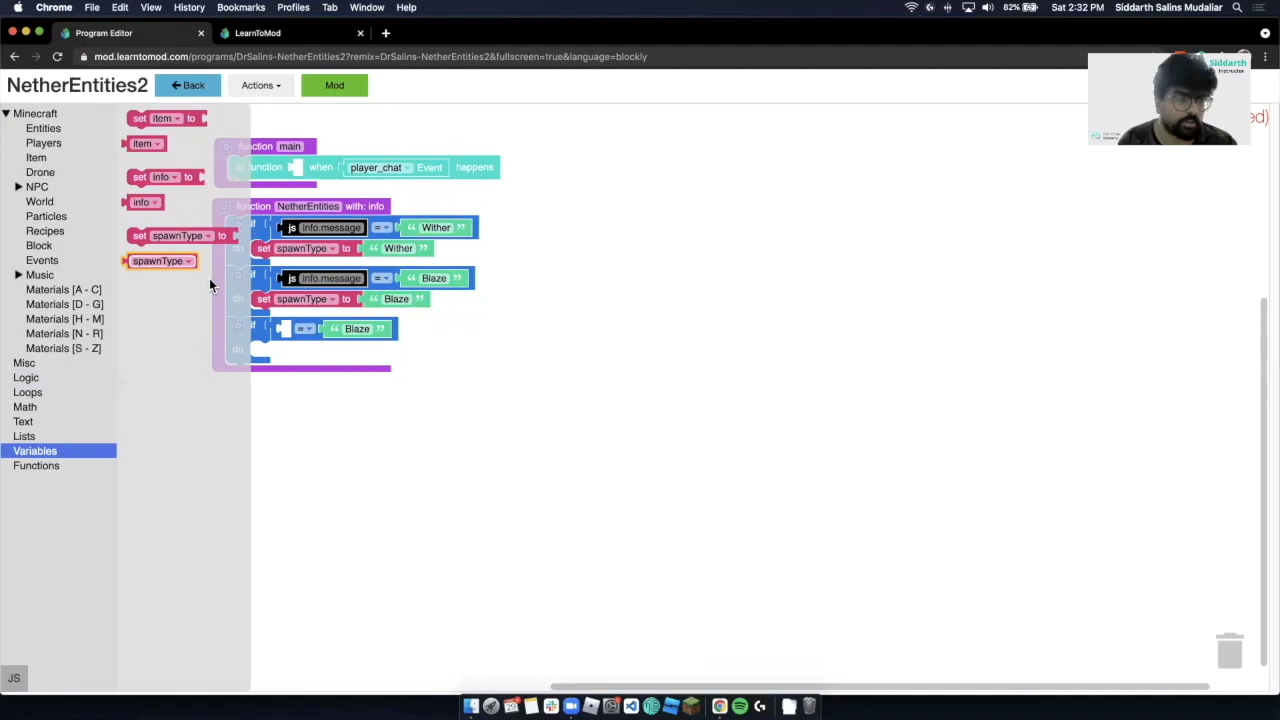 Chrome File Edit View History Bookmarks Profiles Tab Window Help 82% Sat 2:32 PM Siddarth Salins Mudaliar
Program Editor LearnToMod
mod.learntomod.com/programs/DrSalins-NetherEntities2?remix=DrSalins-NetherEntities2&fullscreen=true&language=blockly
Siddarth
Instructor
NetherEntities2 Back Actions Mod
Minecraft
Entities
Players
Item
Drone
NPC
World
Particles
Recipes
Block
Events
Music
Materials [A - C]
Materials [D - G]
Materials [H - M]
Materials [N - R]
Materials [S - Z]
Misc
Logic
Loops
Math
Text
Lists
Variables
Functions
JS
set item to
item
set info to
info
set spawnType to
spawnType
function main
do function when player_chat Event happens
function NetherEntities with: info
if js info.message = “ Wither ”
do set spawnType to “ Wither ”
if js info.message = “ Blaze ”
do set spawnType to “ Blaze ”
if = “ Blaze ”
do